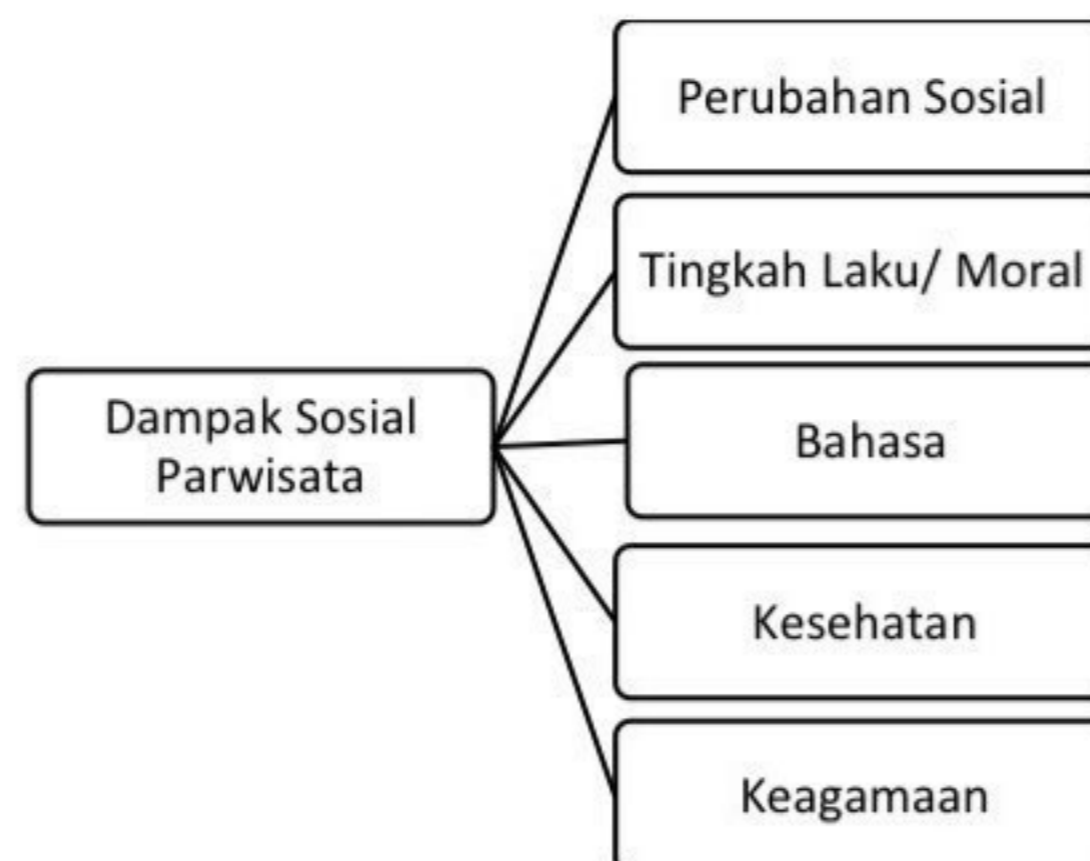 Perubahan Sosial
Tingkah Laku/ Moral
Dampak Sosial
Parwisata
Bahasa
Kesehatan
Keagamaan